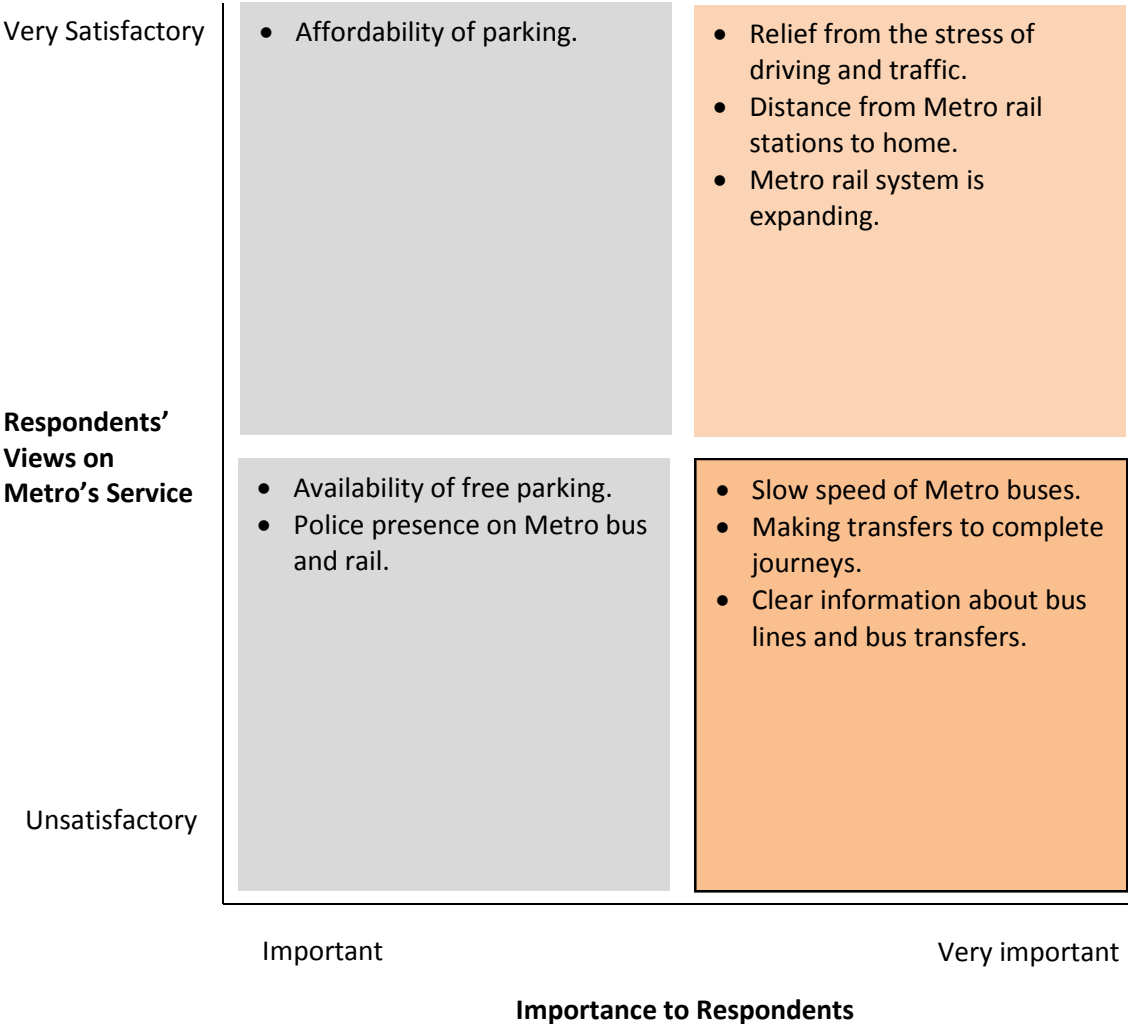 Very Satisfactory
• Affordability of parking.
• Relief from the stress of
driving and traffic.
• Distance from Metro rail
stations to home.
• Metro rail system is
expanding.
Respondents’
Views on
Metro’s Service
• Availability of free parking.
• Police presence on Metro bus
and rail.
• Slow speed of Metro buses.
• Making transfers to complete
journeys.
• Clear information about bus
lines and bus transfers.
Unsatisfactory
Important
Very important
Importance to Respondents